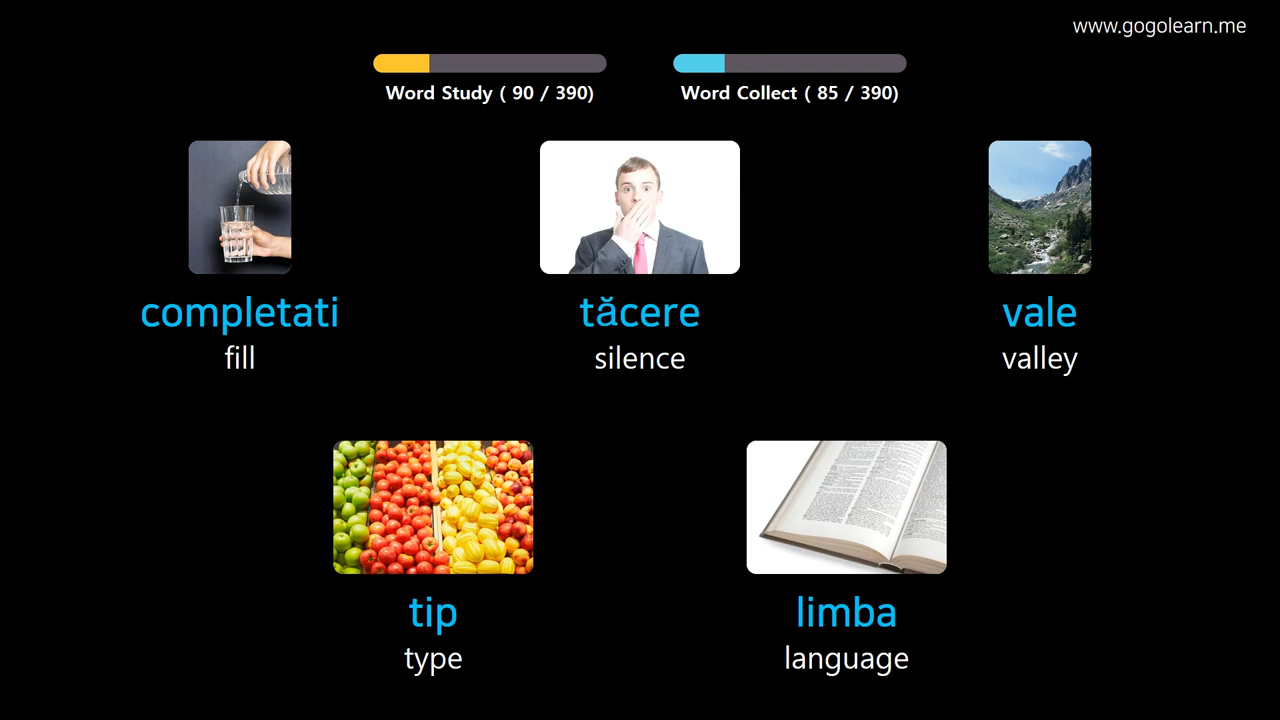 www.gogolearn.me
Word Study ( 90 / 390)
Word Collect ( 85 / 390)
completati
fill
tăcere
silence
vale
valley
tip
type
limba
language